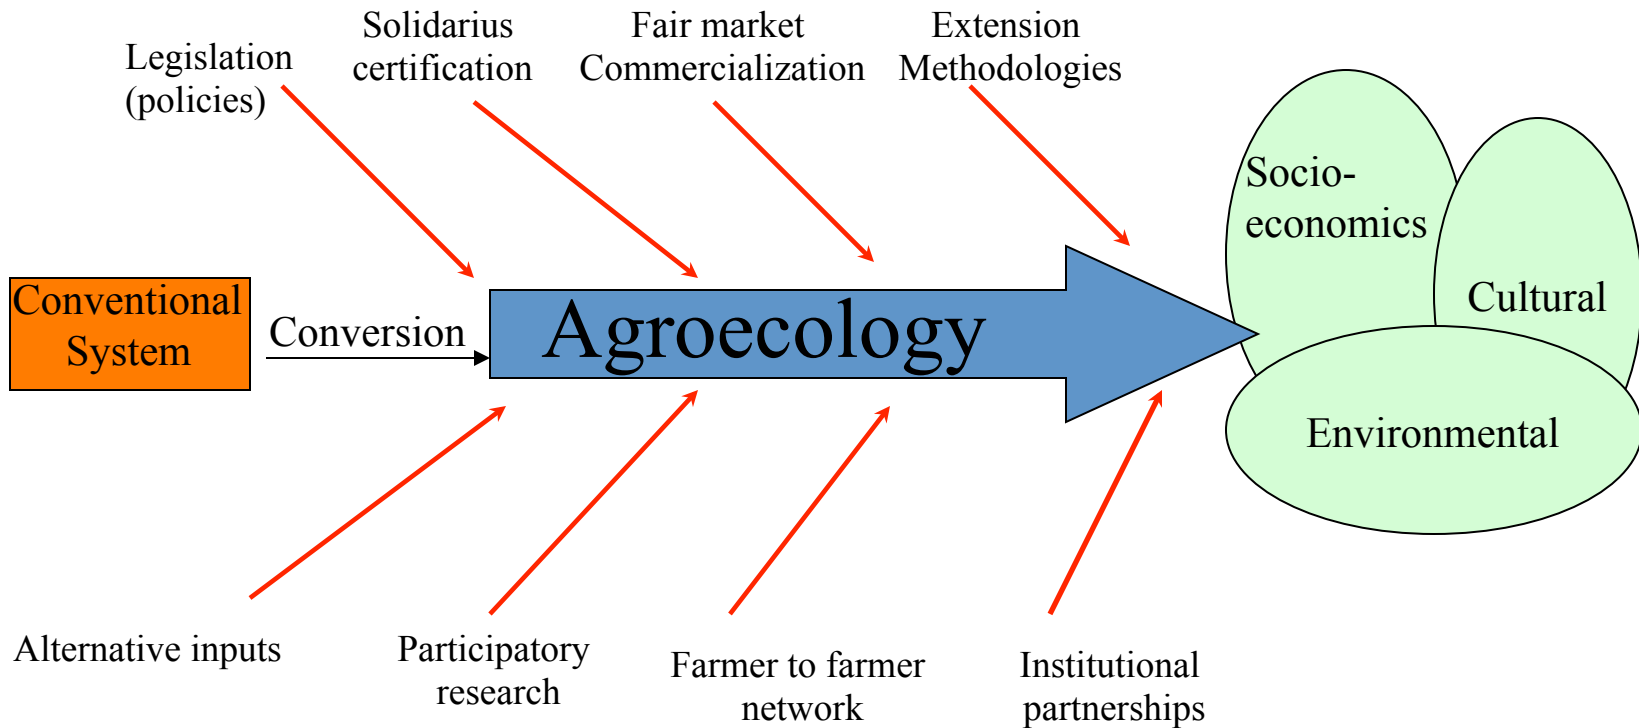 Legislation
(policies)
Solidarius
certification
Fair market
Commercialization
Extension
Methodologies
Conventional
System
Conversion
Agroecology
Socio-
economics
Cultural
Environmental
Alternative inputs
Participatory
research
Farmer to farmer
network
Institutional
partnerships